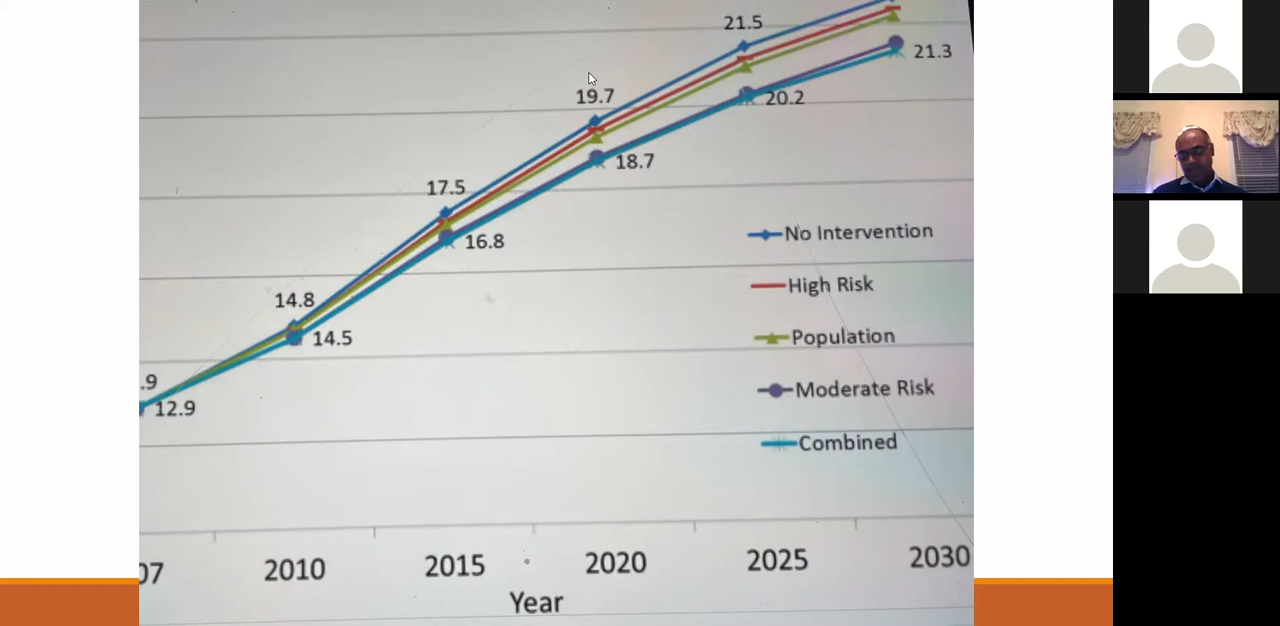 21.5
21.3
19.7
20.2
17.5
18.7
16.8
No Intervention
14.8
High Risk
14.5
Population
.9
12.9
Moderate Risk
Combined
07 2010 2015 2020 2025 2030
Year